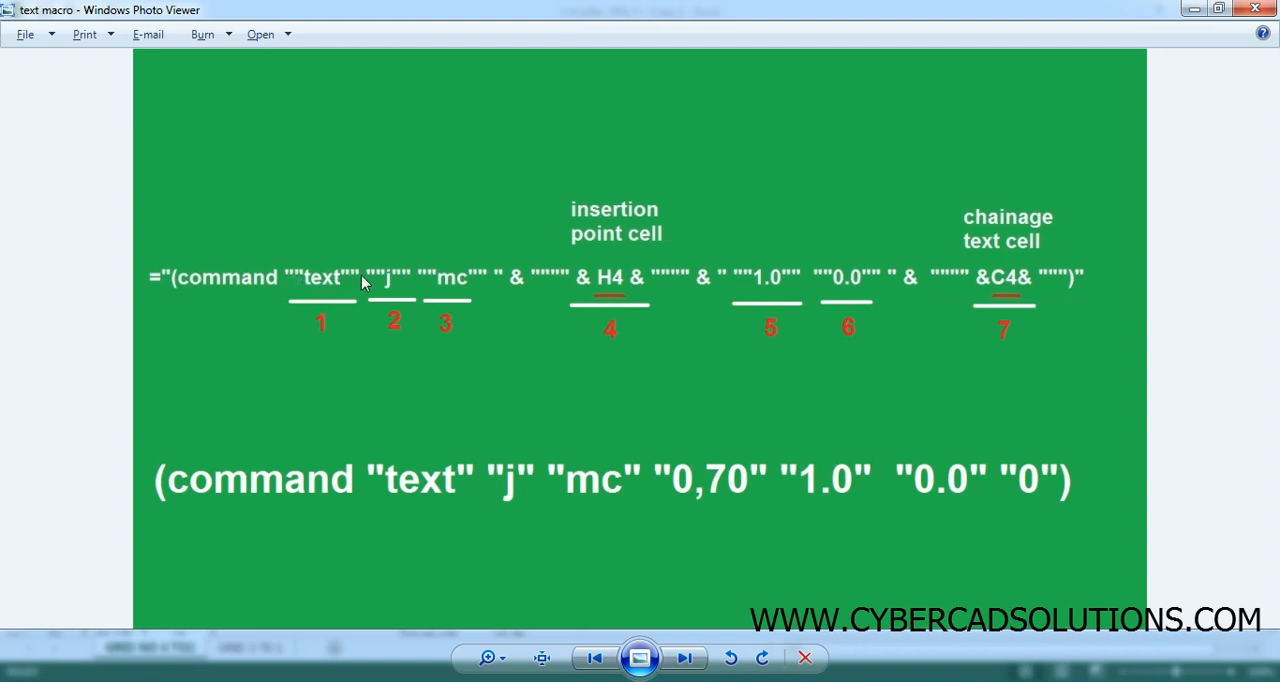 text macro - Windows Photo Viewer
File Print E-mail Burn Open
insertion
point cell
chainage
text cell
="(command ""text"" ""j"" ""mc"" " & """" & H4 & """" & " ""1.0"" ""0.0"" " & """" &C4& """)"
1 2 3 4 5 6 7
(command "text" "j" "mc" "0,70" "1.0" "0.0" "0")
WWW.CYBERCADSOLUTIONS.COM